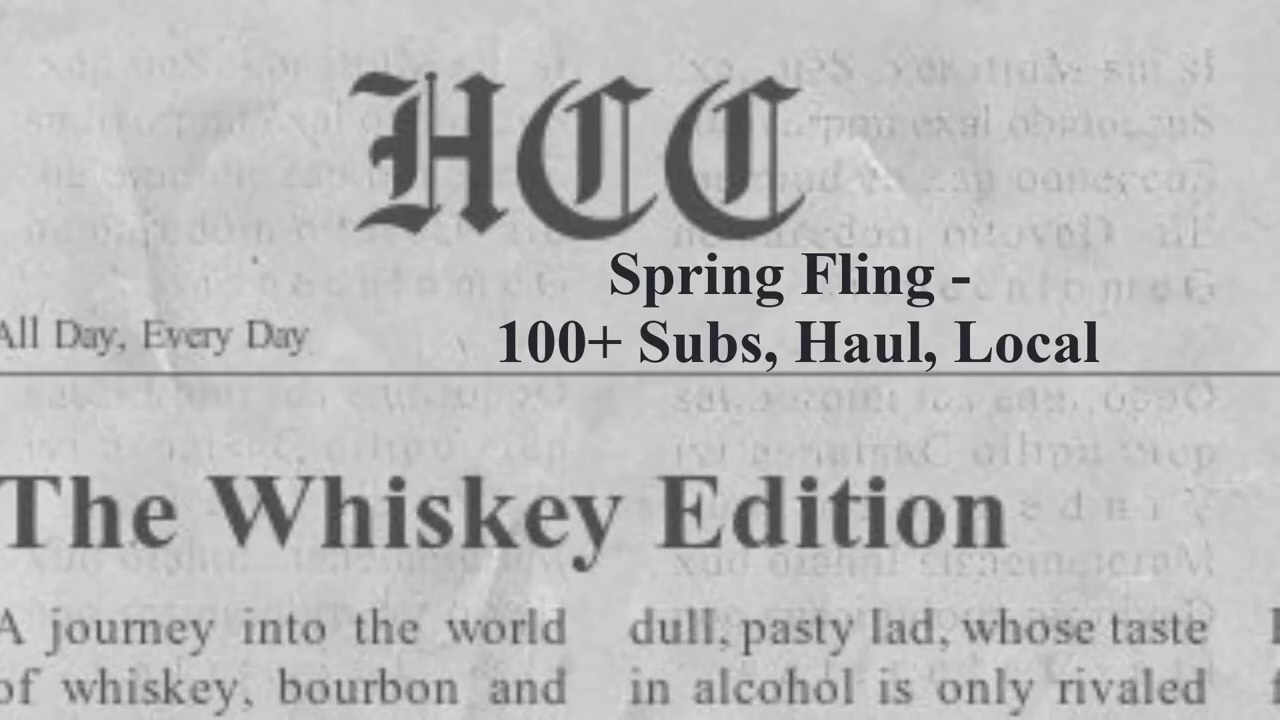 HCC
Spring Fling -
100+ Subs, Haul, Local
All Day, Every Day
The Whiskey Edition
A journey into the world
of whiskey, bourbon and
dull, pasty lad, whose taste
in alcohol is only rivaled